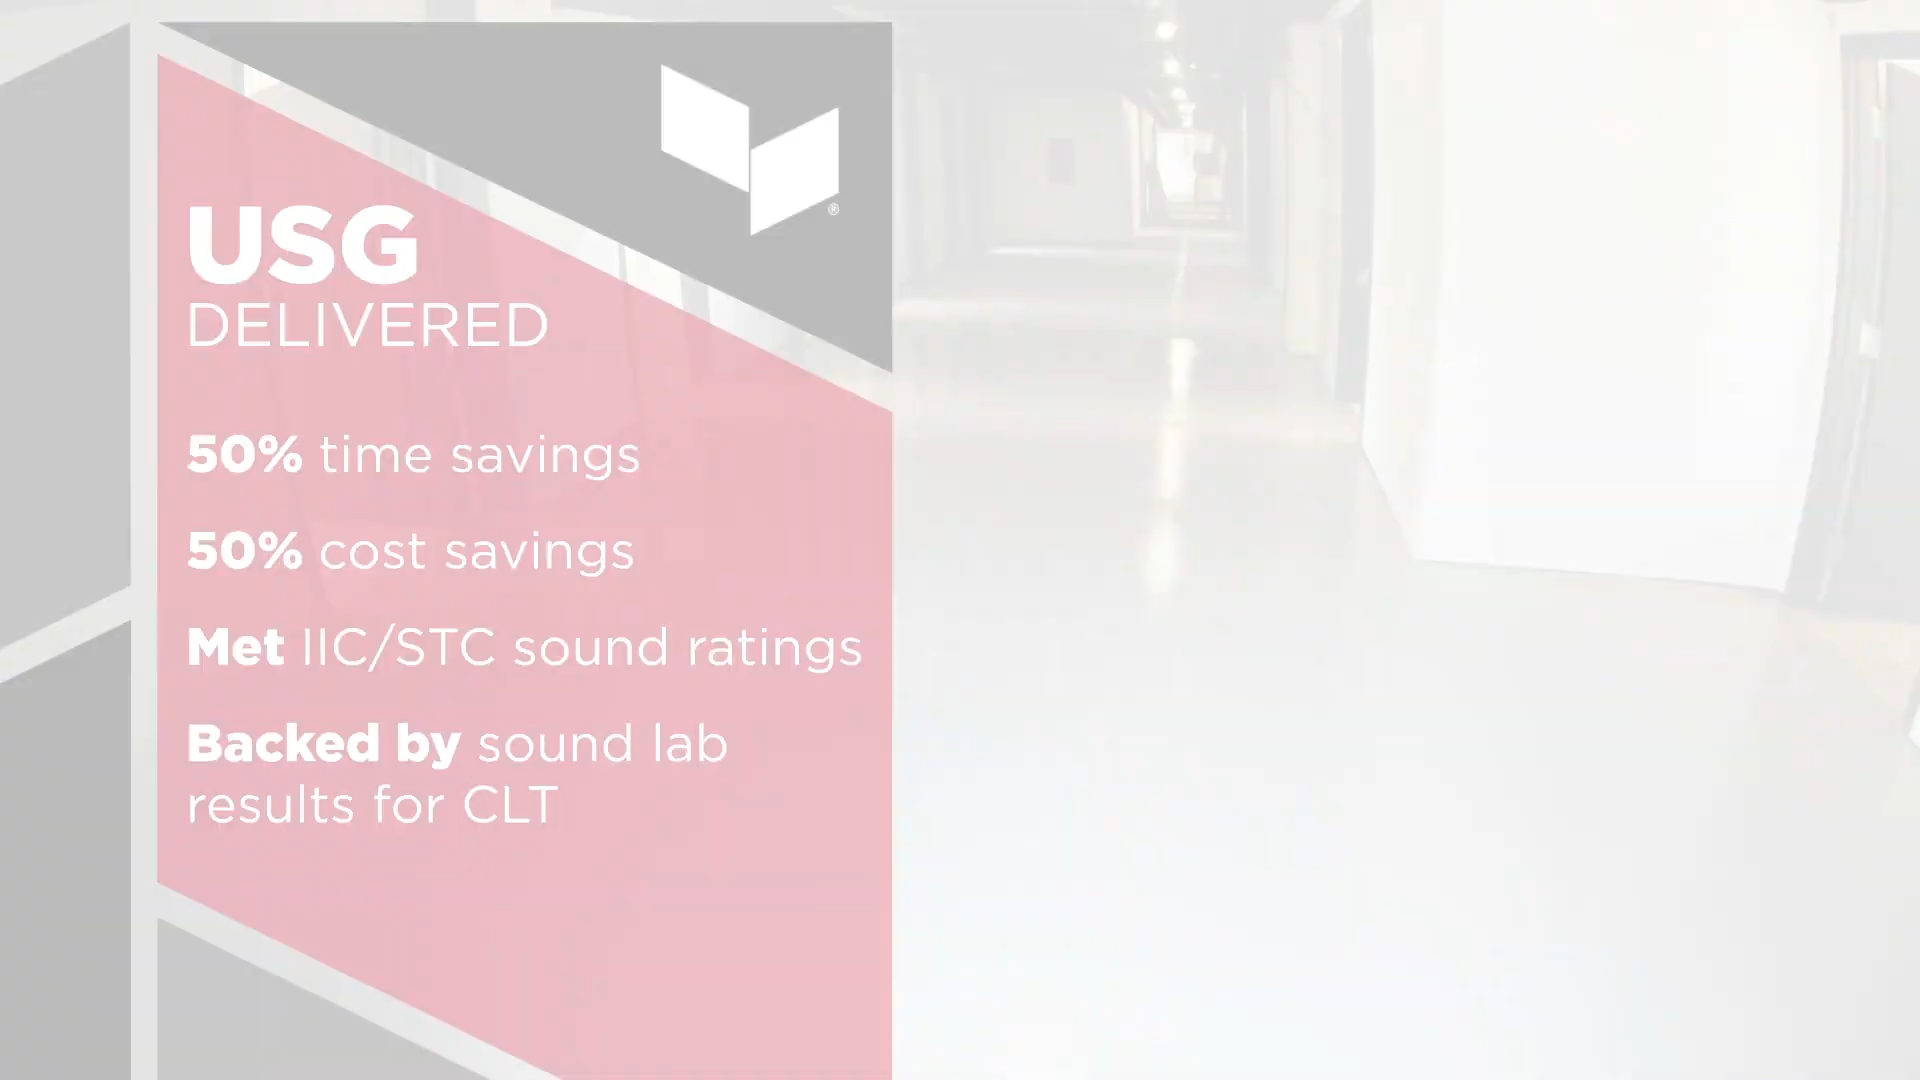 ®
USG
DELIVERED
50% time savings
50% cost savings
Met IIC/STC sound ratings
Backed by sound lab
results for CLT